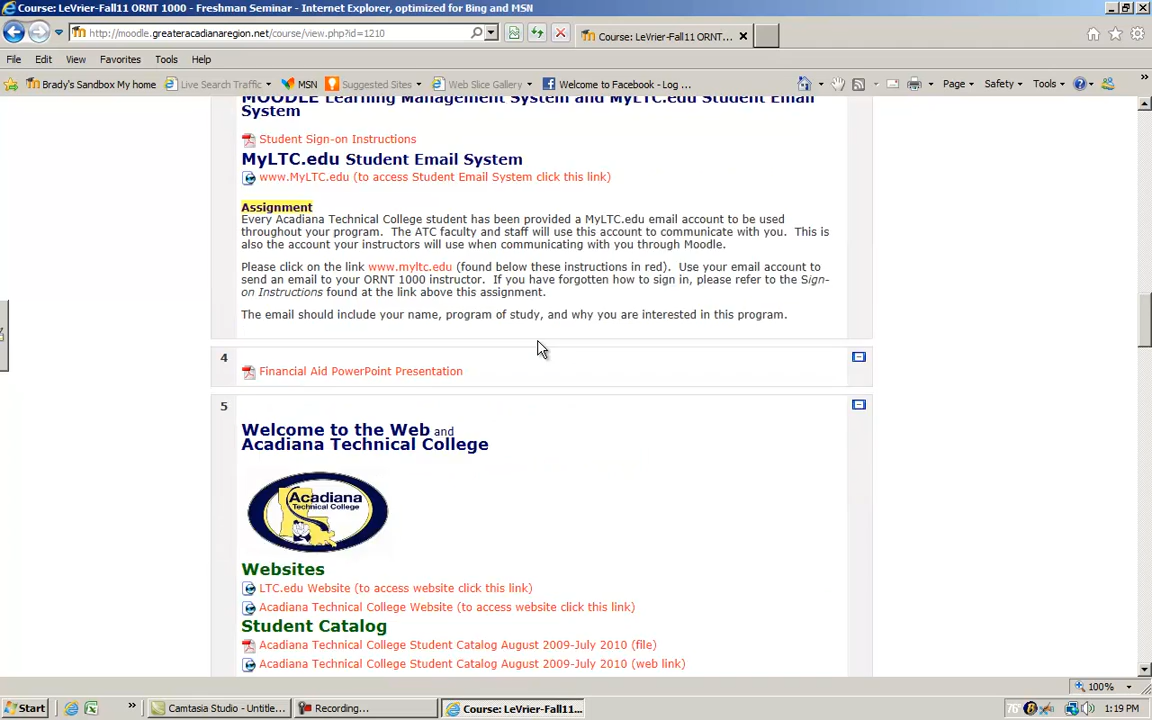 Course: LeVrier-Fall11 ORNT 1000 - Freshman Seminar - Internet Explorer, optimized for Bing and MSN
http://moodle.greateracadianaregion.net/course/view.php?id=1210
Course: LeVrier-Fall11 ORNT...
File Edit View Favorites Tools Help
Brady's Sandbox My home Live Search Traffic MSN Suggested Sites Web Slice Gallery Welcome to Facebook - Log ... Page Safety Tools
MOODLE Learning Management System and MyLTC.edu Student Email
System
Student Sign-on Instructions
MyLTC.edu Student Email System
www.MyLTC.edu (to access Student Email System click this link)
Assignment
Every Acadiana Technical College student has been provided a MyLTC.edu email account to be used
throughout your program. The ATC faculty and staff will use this account to communicate with you. This is
also the account your instructors will use when communicating with you through Moodle.
Please click on the link www.myltc.edu (found below these instructions in red). Use your email account to
send an email to your ORNT 1000 instructor. If you have forgotten how to sign in, please refer to the Sign-
on Instructions found at the link above this assignment.
The email should include your name, program of study, and why you are interested in this program.
4
Financial Aid PowerPoint Presentation
5
Welcome to the Web and
Acadiana Technical College
Acadiana
Technical College
Websites
LTC.edu Website (to access website click this link)
Acadiana Technical College Website (to access website click this link)
Student Catalog
Acadiana Technical College Student Catalog August 2009-July 2010 (file)
Acadiana Technical College Student Catalog August 2009-July 2010 (web link)
100%
Start Camtasia Studio - Untitle... Recording... Course: LeVrier-Fall11... 76° 1:19 PM